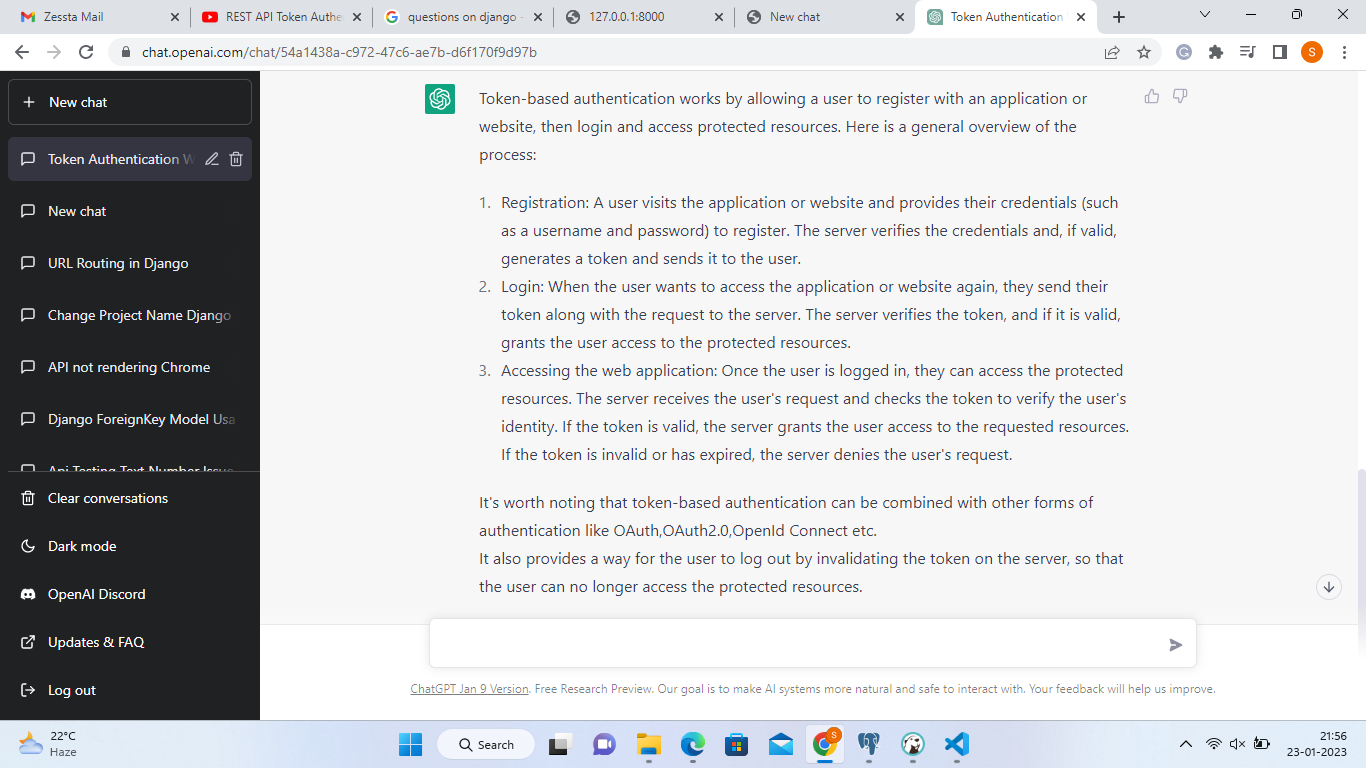 Zessta Mail
REST API Token Authe
questions on django -
127.0.0.1:8000
New chat
Token Authentication
chat.openai.com/chat/54a1438a-c972-47c6-ae7b-d6f170f9d97b
S
New chat
Token Authentication W
New chat
URL Routing in Django
Change Project Name Django
API not rendering Chrome
Django ForeignKey Model Usa
Api Testing Text Number Issue
Clear conversations
Dark mode
OpenAI Discord
Updates & FAQ
Log out
Token-based authentication works by allowing a user to register with an application or
website, then login and access protected resources. Here is a general overview of the
process:
1. Registration: A user visits the application or website and provides their credentials (such
as a username and password) to register. The server verifies the credentials and, if valid,
generates a token and sends it to the user.
2. Login: When the user wants to access the application or website again, they send their
token along with the request to the server. The server verifies the token, and if it is valid,
grants the user access to the protected resources.
3. Accessing the web application: Once the user is logged in, they can access the protected
resources. The server receives the user's request and checks the token to verify the user's
identity. If the token is valid, the server grants the user access to the requested resources.
If the token is invalid or has expired, the server denies the user's request.
It's worth noting that token-based authentication can be combined with other forms of
authentication like OAuth,OAuth2.0,OpenId Connect etc.
It also provides a way for the user to log out by invalidating the token on the server, so that
the user can no longer access the protected resources.
ChatGPT Jan 9 Version. Free Research Preview. Our goal is to make AI systems more natural and safe to interact with. Your feedback will help us improve.
22°C
Haze
Search
S
21:56
23-01-2023